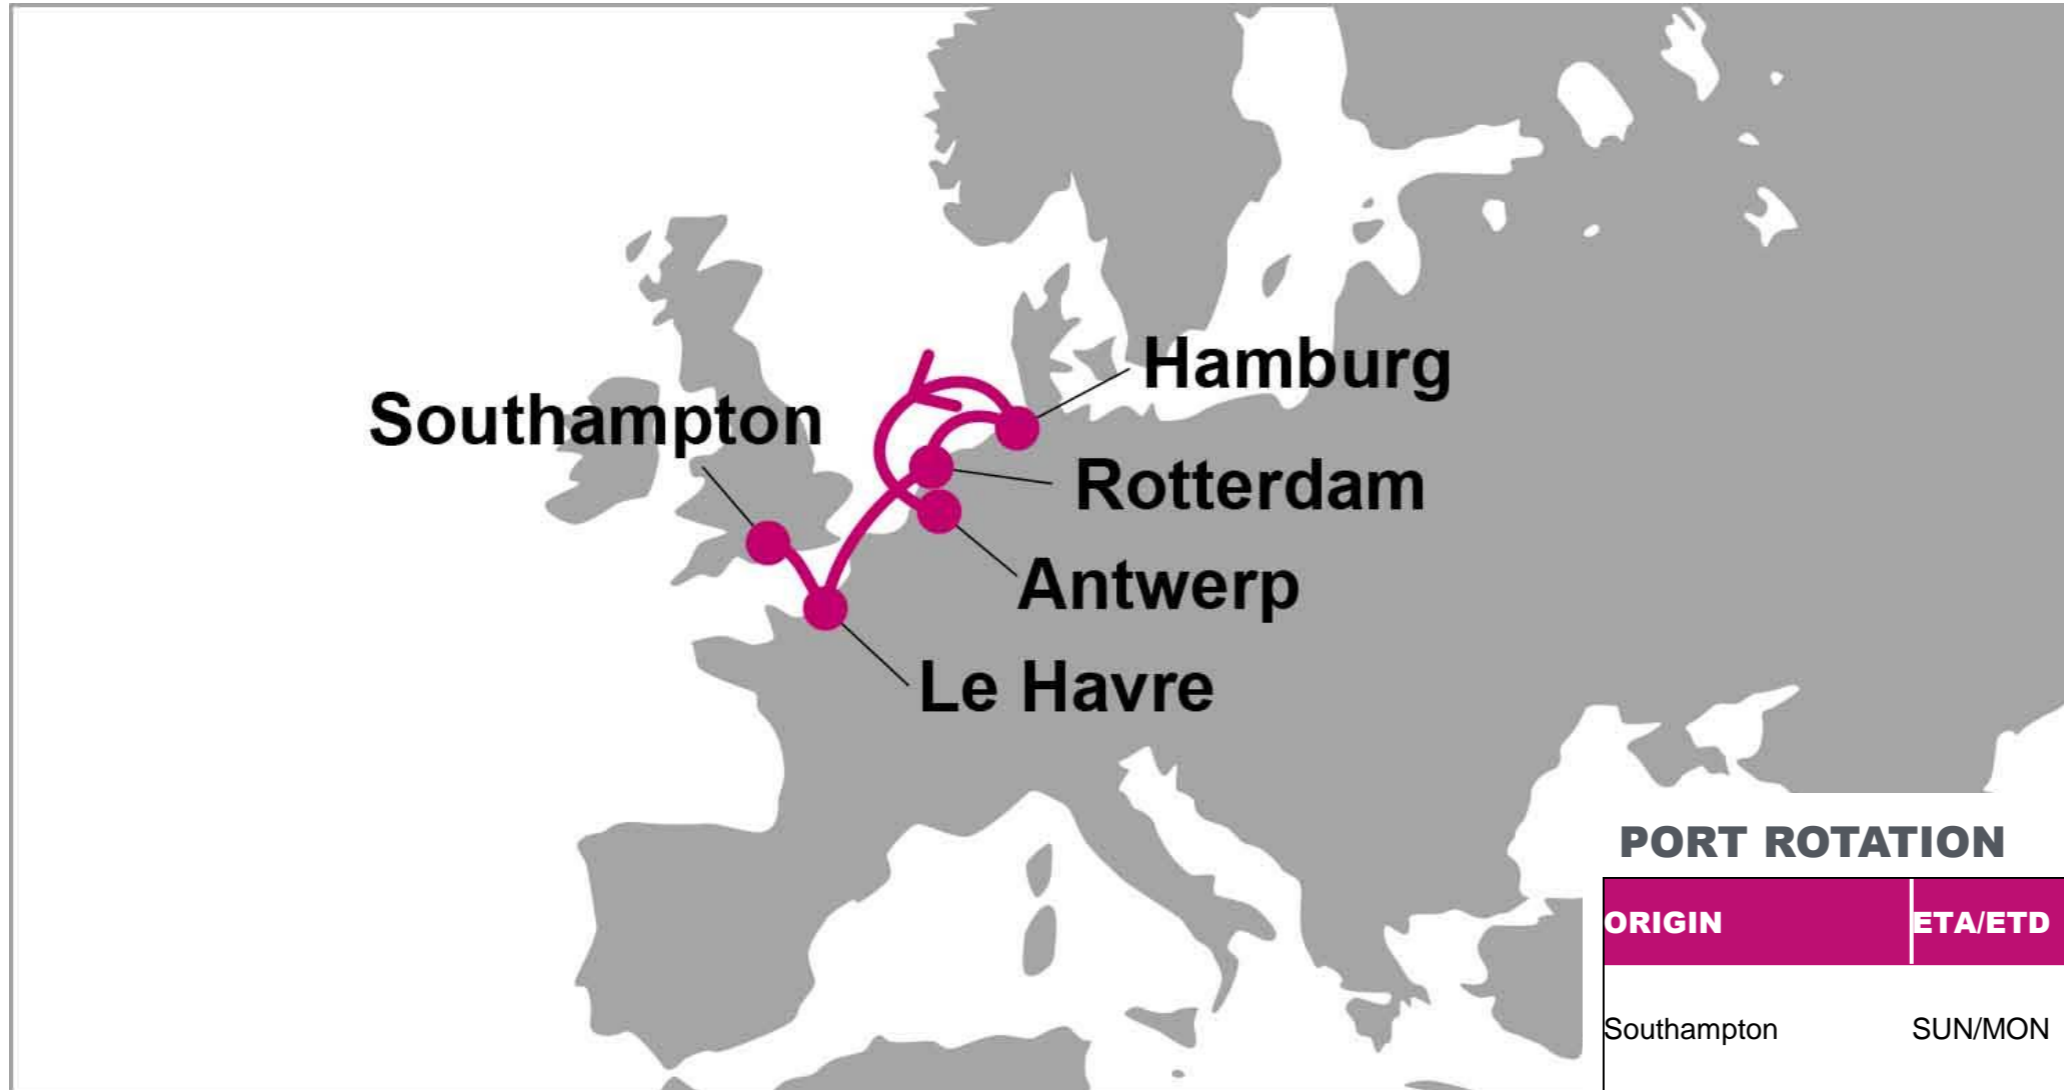 Hamburg
Southampton
Rotterdam
Antwerp
Le Havre
PORT ROTATION
ORIGIN ETA/ETD
Southampton SUN/MON